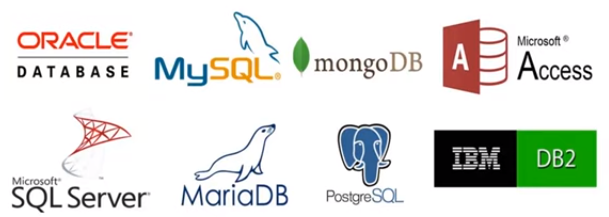 ORACLE®
DATABASE
MySQL®
mongoDB
A
Microsoft®
Access
Microsoft®
SQL Server®
MariaDB
PostgreSQL
IBM
DB2